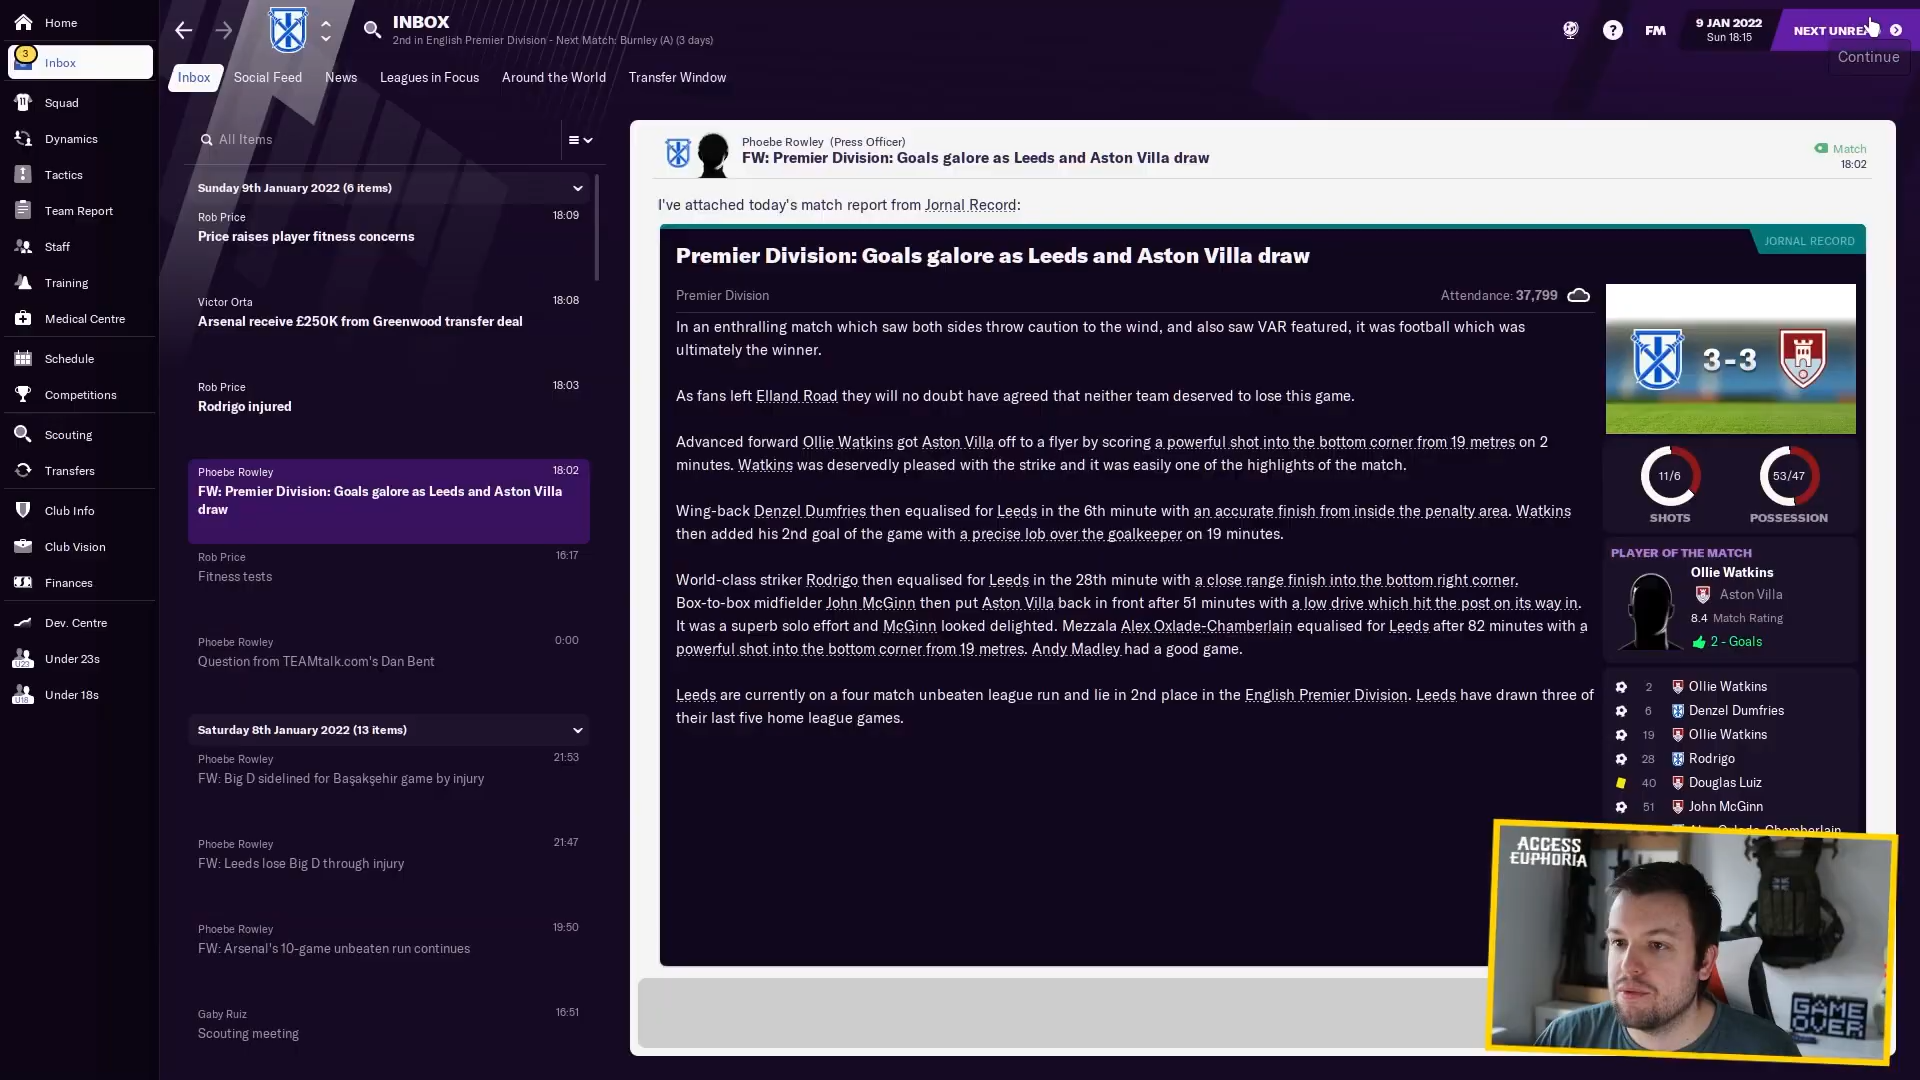 Home
3
Inbox
Squad
Dynamics
Tactics
Team Report
Staff
Training
Medical Centre
Schedule
Competitions
Scouting
Transfers
Club Info
Club Vision
Finances
Dev. Centre
U23
Under 23s
U18
Under 18s
INBOX
2nd in English Premier Division - Next Match: Burnley (A) (3 days)
FM
9 JAN 2022
Sun 18:15
NEXT UNREA
Continue
Inbox
Social Feed
News
Leagues in Focus
Around the World
Transfer Window
All Items
Sunday 9th January 2022 (6 items)
Rob Price 18:09
Price raises player fitness concerns
Victor Orta 18:08
Arsenal receive £250K from Greenwood transfer deal
Rob Price 18:03
Rodrigo injured
Phoebe Rowley 18:02
FW: Premier Division: Goals galore as Leeds and Aston Villa
draw
Rob Price 16:17
Fitness tests
Phoebe Rowley 0:00
Question from TEAMtalk.com's Dan Bent
Saturday 8th January 2022 (13 items)
Phoebe Rowley 21:53
FW: Big D sidelined for Başakşehir game by injury
Phoebe Rowley 21:47
FW: Leeds lose Big D through injury
Phoebe Rowley 19:50
FW: Arsenal's 10-game unbeaten run continues
Gaby Ruiz 16:51
Scouting meeting
Phoebe Rowley (Press Officer)
FW: Premier Division: Goals galore as Leeds and Aston Villa draw
Match
18:02
I've attached today's match report from Jornal Record:
JORNAL RECORD
Premier Division: Goals galore as Leeds and Aston Villa draw
Premier Division Attendance: 37,799
In an enthralling match which saw both sides throw caution to the wind, and also saw VAR featured, it was football which was
ultimately the winner.
As fans left Elland Road they will no doubt have agreed that neither team deserved to lose this game.
Advanced forward Ollie Watkins got Aston Villa off to a flyer by scoring a powerful shot into the bottom corner from 19 metres on 2
minutes. Watkins was deservedly pleased with the strike and it was easily one of the highlights of the match.
Wing-back Denzel Dumfries then equalised for Leeds in the 6th minute with an accurate finish from inside the penalty area. Watkins
then added his 2nd goal of the game with a precise lob over the goalkeeper on 19 minutes.
World-class striker Rodrigo then equalised for Leeds in the 28th minute with a close range finish into the bottom right corner.
Box-to-box midfielder John McGinn then put Aston Villa back in front after 51 minutes with a low drive which hit the post on its way in.
It was a superb solo effort and McGinn looked delighted. Mezzala Alex Oxlade-Chamberlain equalised for Leeds after 82 minutes with a
powerful shot into the bottom corner from 19 metres. Andy Madley had a good game.
Leeds are currently on a four match unbeaten league run and lie in 2nd place in the English Premier Division. Leeds have drawn three of
their last five home league games.
3-3
11/6
SHOTS
53/47
POSSESSION
PLAYER OF THE MATCH
Ollie Watkins
Aston Villa
8.4 Match Rating
2 - Goals
2 Ollie Watkins
6 Denzel Dumfries
19 Ollie Watkins
28 Rodrigo
40 Douglas Luiz
51 John McGinn
Oxlade-Chamberlain
ACCESS
EUPHORIA
GAME
OVER